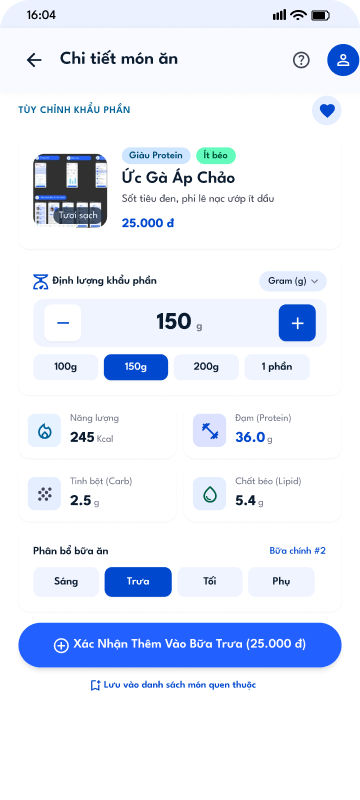 16:04
Chi tiết món ăn
TÙY CHỈNH KHẨU PHẦN
Giàu Protein
Ít béo
Ức Gà Áp Chảo
Sốt tiêu đen, phi lê nạc ướp ít dầu
25.000 đ
Tươi sạch
Định lượng khẩu phần
Gram (g)
150 g
100g
150g
200g
1 phần
Năng lượng
245 Kcal
Đạm (Protein)
36.0 g
Tinh bột (Carb)
2.5 g
Chất béo (Lipid)
5.4 g
Phân bổ bữa ăn
Bữa chính #2
Sáng
Trưa
Tối
Phụ
Xác Nhận Thêm Vào Bữa Trưa (25.000 đ)
Lưu vào danh sách món quen thuộc